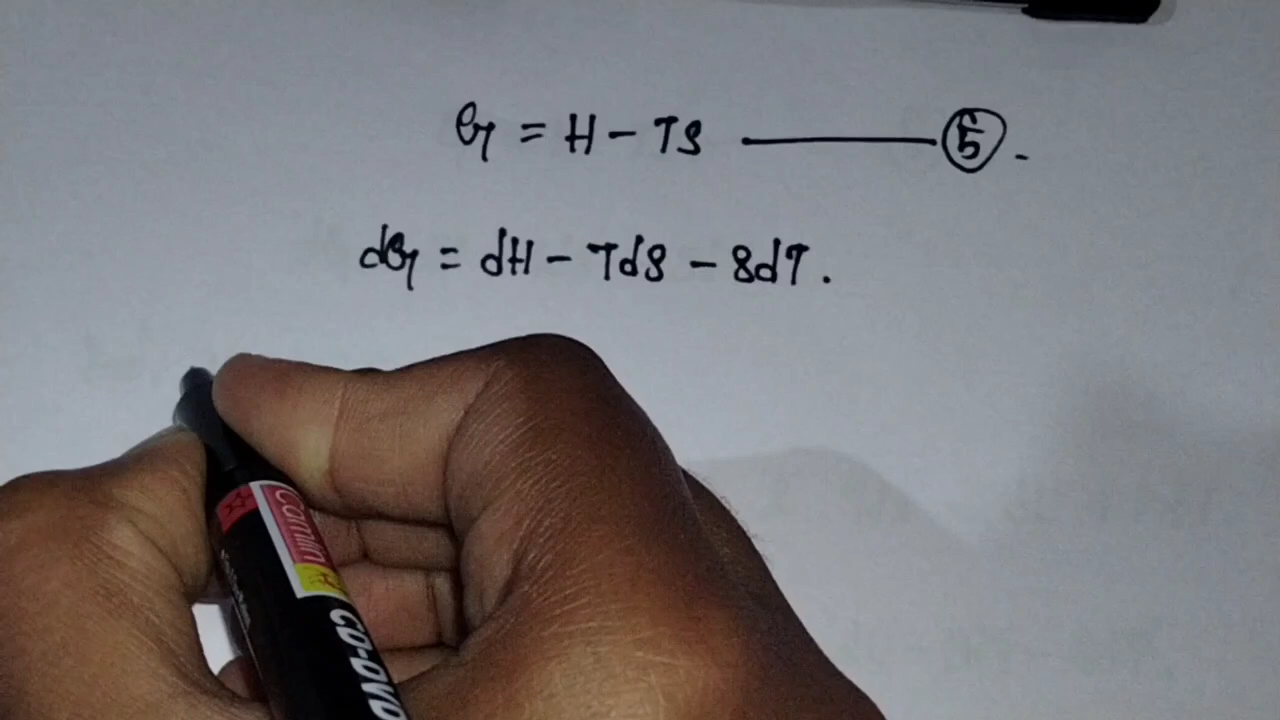 G = H - TS ——— 5.
dG = dH - TdS - SdT.
Camlin
CD-DVD